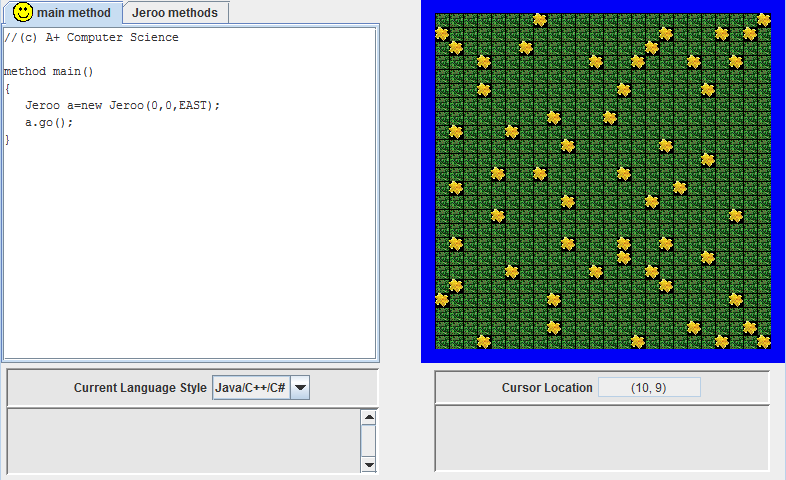 main method
Jeroo methods
//(c) A+ Computer Science
method main()
{
Jeroo a=new Jeroo(0,0,EAST);
a.go();
}
Current Language Style
Java/C++/C#
Cursor Location
(10, 9)